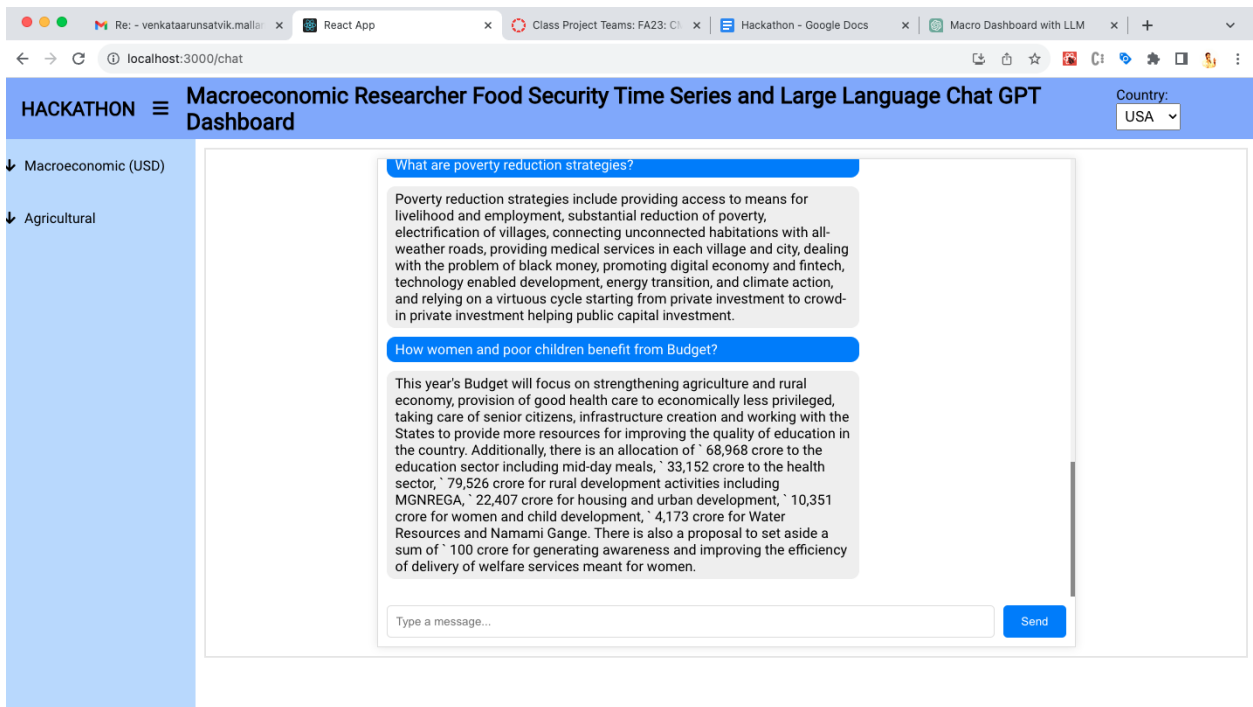 Re: - venkataarunsatvik.mallar
React App
Class Project Teams: FA23: CM
Hackathon - Google Docs
Macro Dashboard with LLM
localhost:3000/chat
HACKATHON
Macroeconomic Researcher Food Security Time Series and Large Language Chat GPT
Dashboard
Country:
USA
Macroeconomic (USD)
Agricultural
What are poverty reduction strategies?
Poverty reduction strategies include providing access to means for
livelihood and employment, substantial reduction of poverty,
electrification of villages, connecting unconnected habitations with all-
weather roads, providing medical services in each village and city, dealing
with the problem of black money, promoting digital economy and fintech,
technology enabled development, energy transition, and climate action,
and relying on a virtuous cycle starting from private investment to crowd-
in private investment helping public capital investment.
How women and poor children benefit from Budget?
This year's Budget will focus on strengthening agriculture and rural
economy, provision of good health care to economically less privileged,
taking care of senior citizens, infrastructure creation and working with the
States to provide more resources for improving the quality of education in
the country. Additionally, there is an allocation of ` 68,968 crore to the
education sector including mid-day meals, ` 33,152 crore to the health
sector, ` 79,526 crore for rural development activities including
MGNREGA, ` 22,407 crore for housing and urban development, ` 10,351
crore for women and child development, ` 4,173 crore for Water
Resources and Namami Gange. There is also a proposal to set aside a
sum of ` 100 crore for generating awareness and improving the efficiency
of delivery of welfare services meant for women.
Type a message...
Send